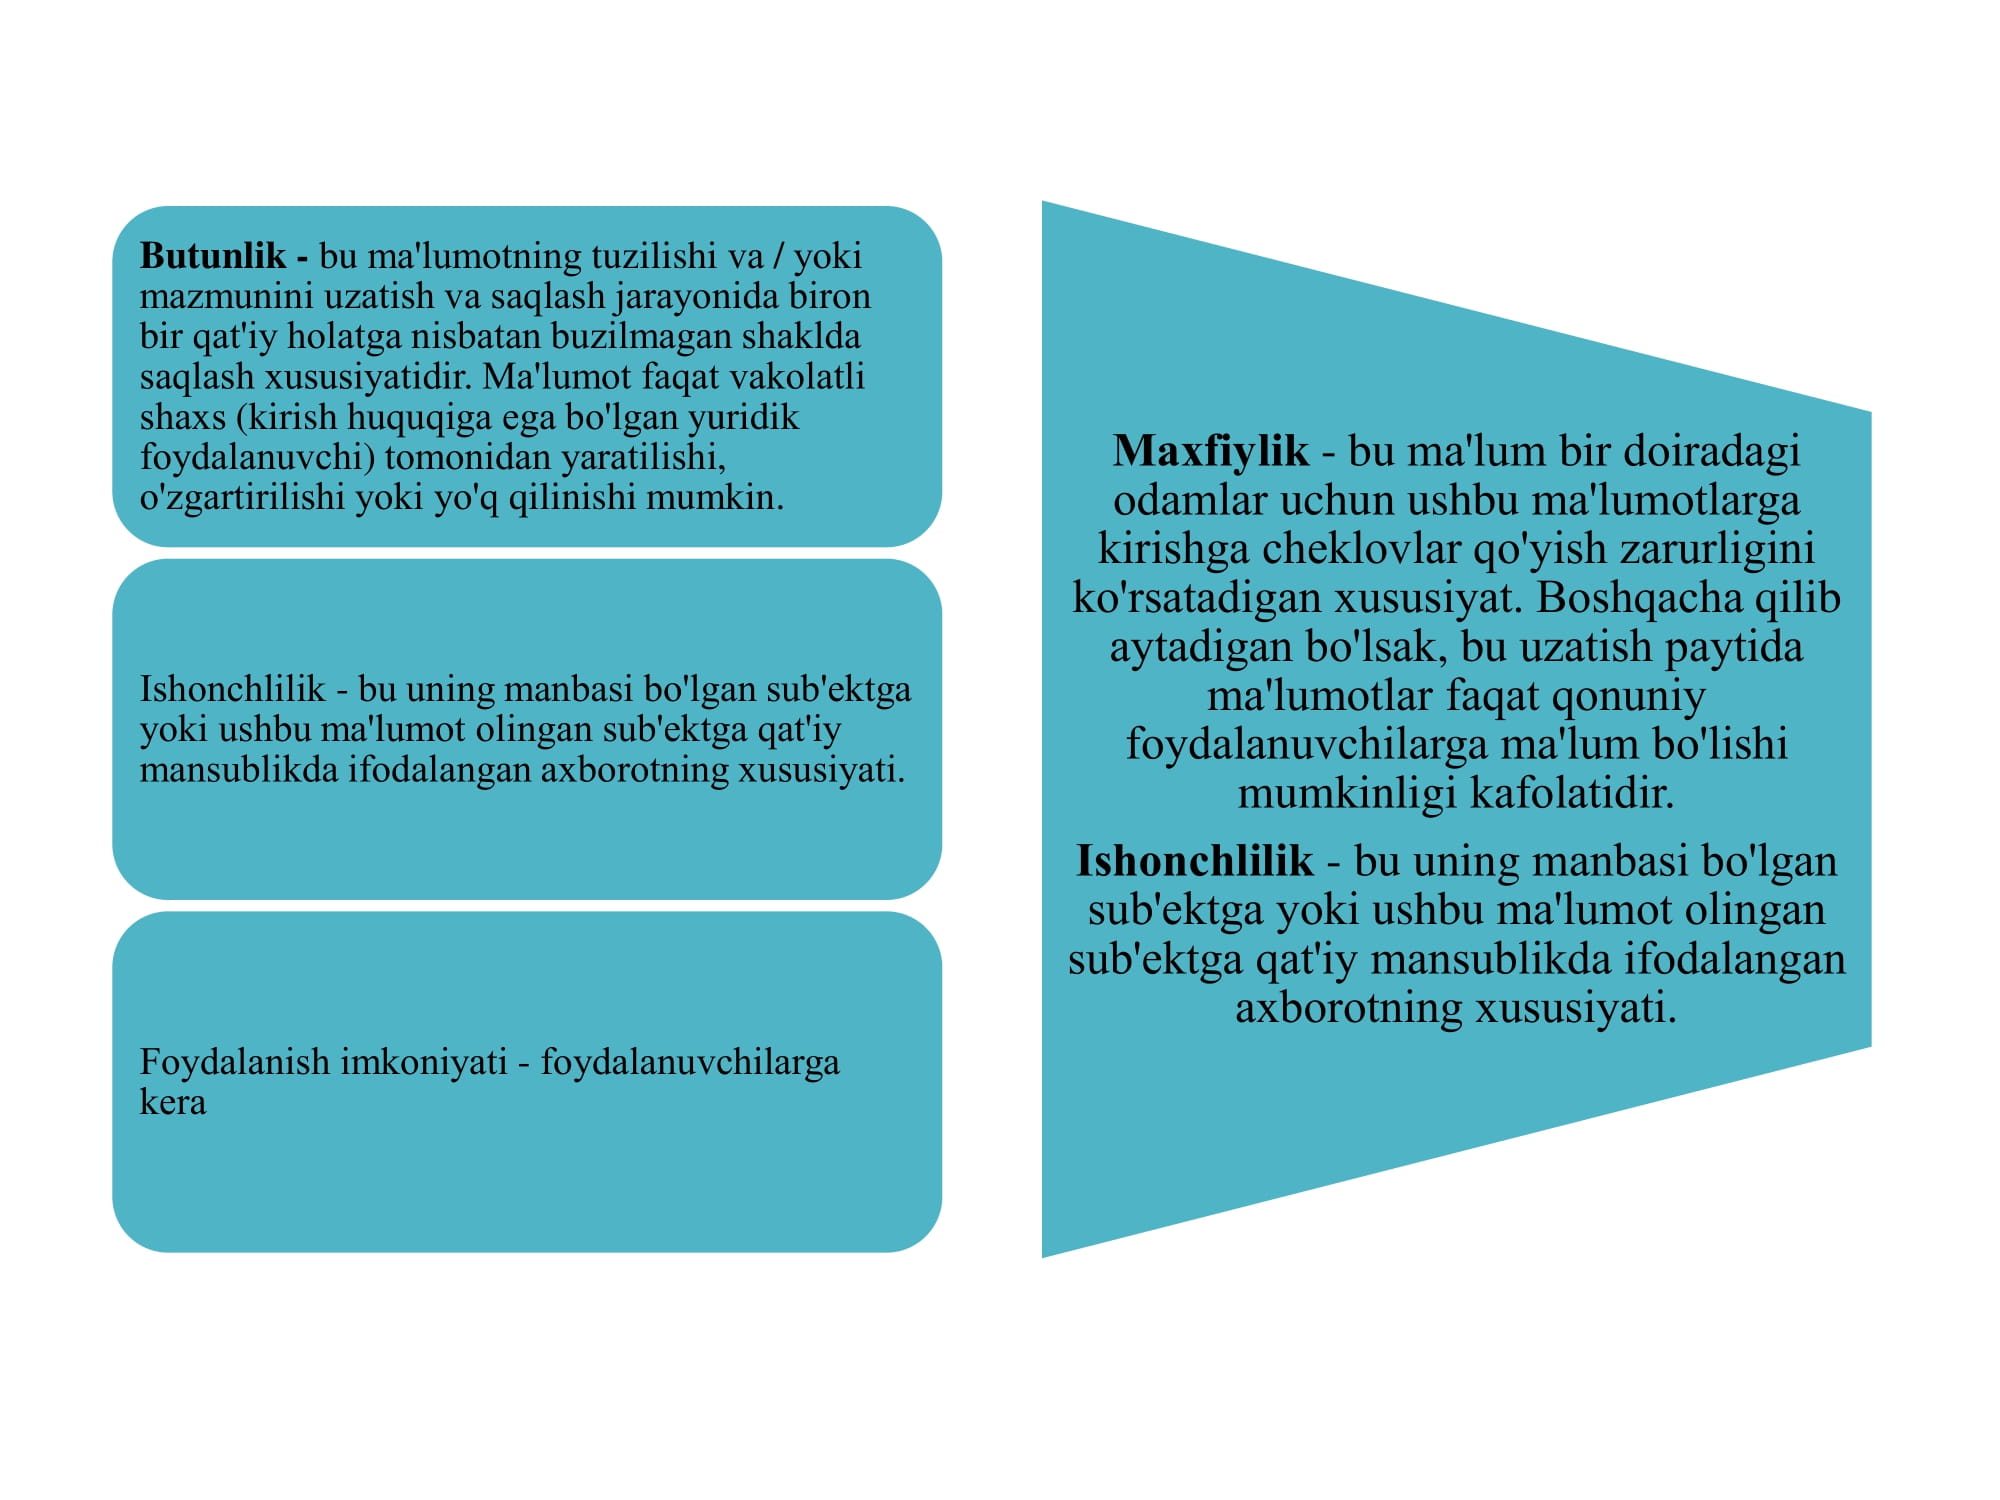 Butunlik - bu ma'lumotning tuzilishi va / yoki
mazmunini uzatish va saqlash jarayonida biron
bir qat'iy holatga nisbatan buzilmagan shaklda
saqlash xususiyatidir. Ma'lumot faqat vakolatli
shaxs (kirish huquqiga ega bo'lgan yuridik
foydalanuvchi) tomonidan yaratilishi,
o'zgartirilishi yoki yo'q qilinishi mumkin.
Ishonchlilik - bu uning manbasi bo'lgan sub'ektga
yoki ushbu ma'lumot olingan sub'ektga qat'iy
mansublikda ifodalangan axborotning xususiyati.
Foydalanish imkoniyati - foydalanuvchilarga
kera
Maxfiylik - bu ma'lum bir doiradagi
odamlar uchun ushbu ma'lumotlarga
kirishga cheklovlar qo'yish zarurligini
ko'rsatadigan xususiyat. Boshqacha qilib
aytadigan bo'lsak, bu uzatish paytida
ma'lumotlar faqat qonuniy
foydalanuvchilarga ma'lum bo'lishi
mumkinligi kafolatidir.
Ishonchlilik - bu uning manbasi bo'lgan
sub'ektga yoki ushbu ma'lumot olingan
sub'ektga qat'iy mansublikda ifodalangan
axborotning xususiyati.